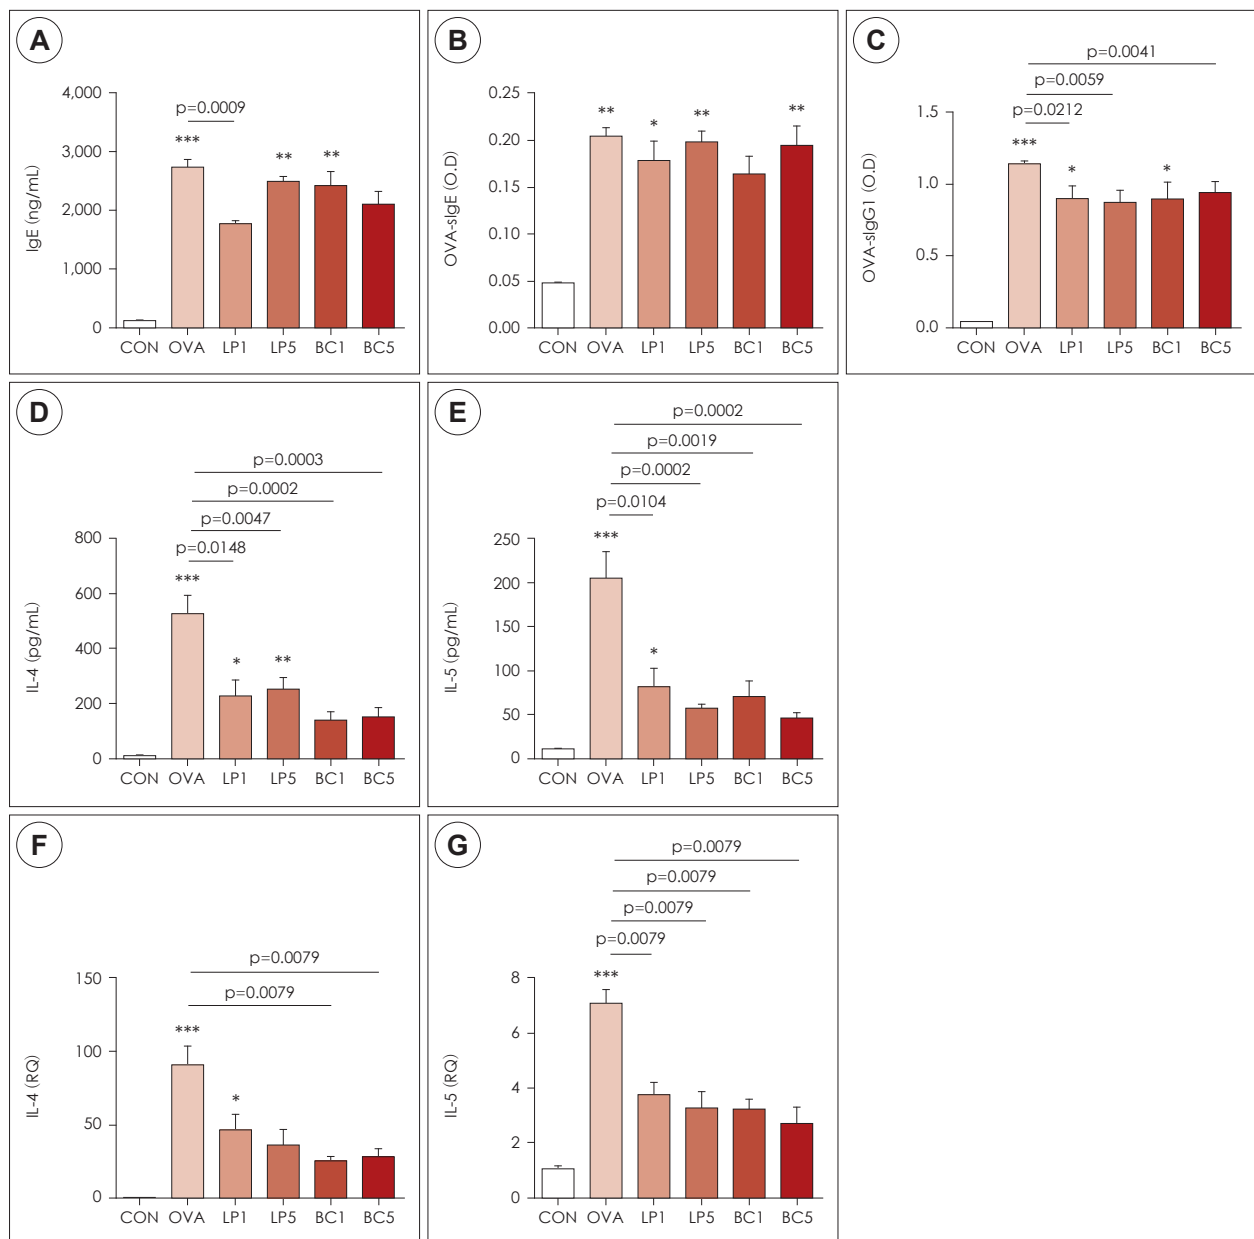 A
p=0.0009
4,000
3,000
2,000
1,000
0
IgE (ng/mL)
***
**
**
CON OVA LP1 LP5 BC1 BC5
B
0.25
0.20
0.15
0.10
0.05
0.00
OVA-sIgE (O.D)
**
*
**
**
CON OVA LP1 LP5 BC1 BC5
C
p=0.0041
p=0.0059
p=0.0212
1.5
1.0
0.5
0.0
OVA-sIgG1 (O.D)
***
*
*
CON OVA LP1 LP5 BC1 BC5
D
p=0.0003
p=0.0002
p=0.0047
p=0.0148
800
600
400
200
0
IL-4 (pg/mL)
***
*
**
CON OVA LP1 LP5 BC1 BC5
E
p=0.0002
p=0.0019
p=0.0002
p=0.0104
250
200
150
100
50
0
IL-5 (pg/mL)
***
*
CON OVA LP1 LP5 BC1 BC5
F
p=0.0079
p=0.0079
150
100
50
0
IL-4 (RQ)
***
*
CON OVA LP1 LP5 BC1 BC5
G
p=0.0079
p=0.0079
p=0.0079
p=0.0079
8
6
4
2
0
IL-5 (RQ)
***
CON OVA LP1 LP5 BC1 BC5